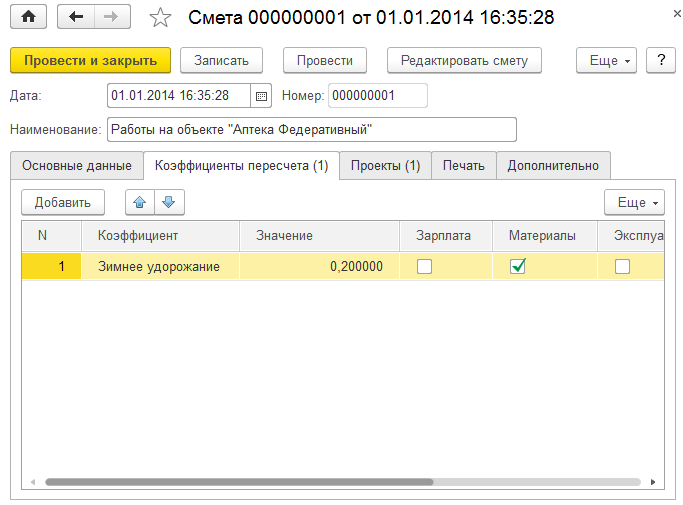 Смета 000000001 от 01.01.2014 16:35:28
Провести и закрыть Записать Провести Редактировать смету Еще ?
Дата: 01.01.2014 16:35:28 Номер: 000000001
Наименование: Работы на объекте "Аптека Федеративный"
Основные данные Коэффициенты пересчета (1) Проекты (1) Печать Дополнительно
Добавить Еще
N Коэффициент Значение Зарплата Материалы Эксплуа
1 Зимнее удорожание 0,200000